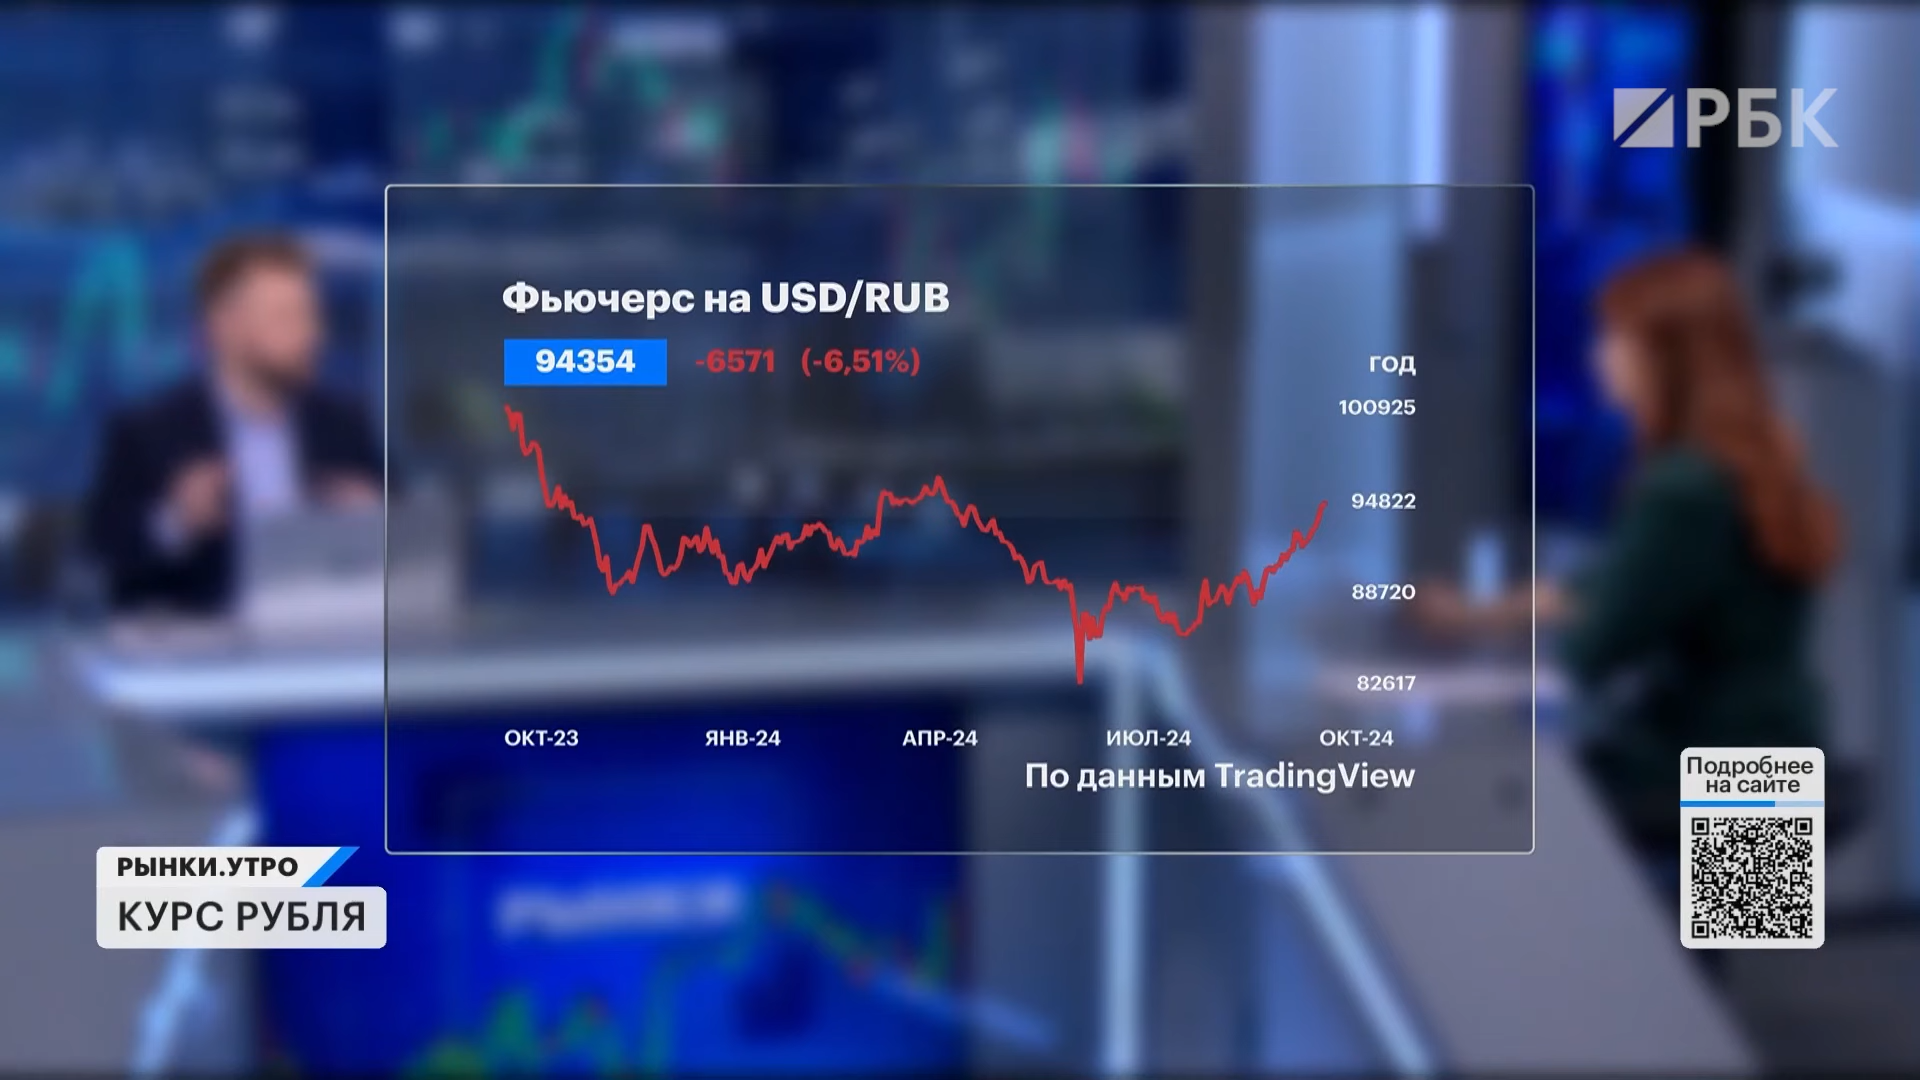 РБК
Фьючерс на USD/RUB
94354 -6571 (-6,51%)
ГОД
100925
94822
88720
82617
ОКТ-23 ЯНВ-24 АПР-24 ИЮЛ-24 ОКТ-24
По данным TradingView
Подробнее
на сайте
РЫНКИ.УТРО
КУРС РУБЛЯ
РЫНКИ